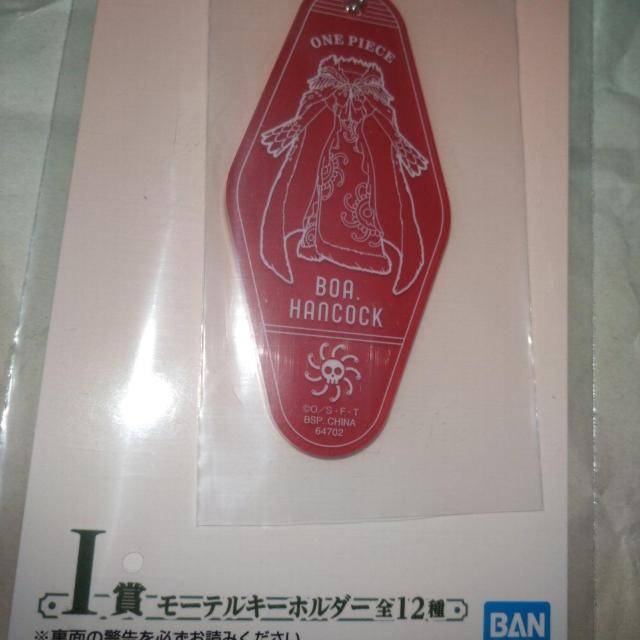 ONE PIECE
BOA.
HANCOCK
©O/S・F・T
BSP. CHINA
64702
I賞 モーテルキーホルダー 全12種
BAN
※裏面の警告を必ずお読みください